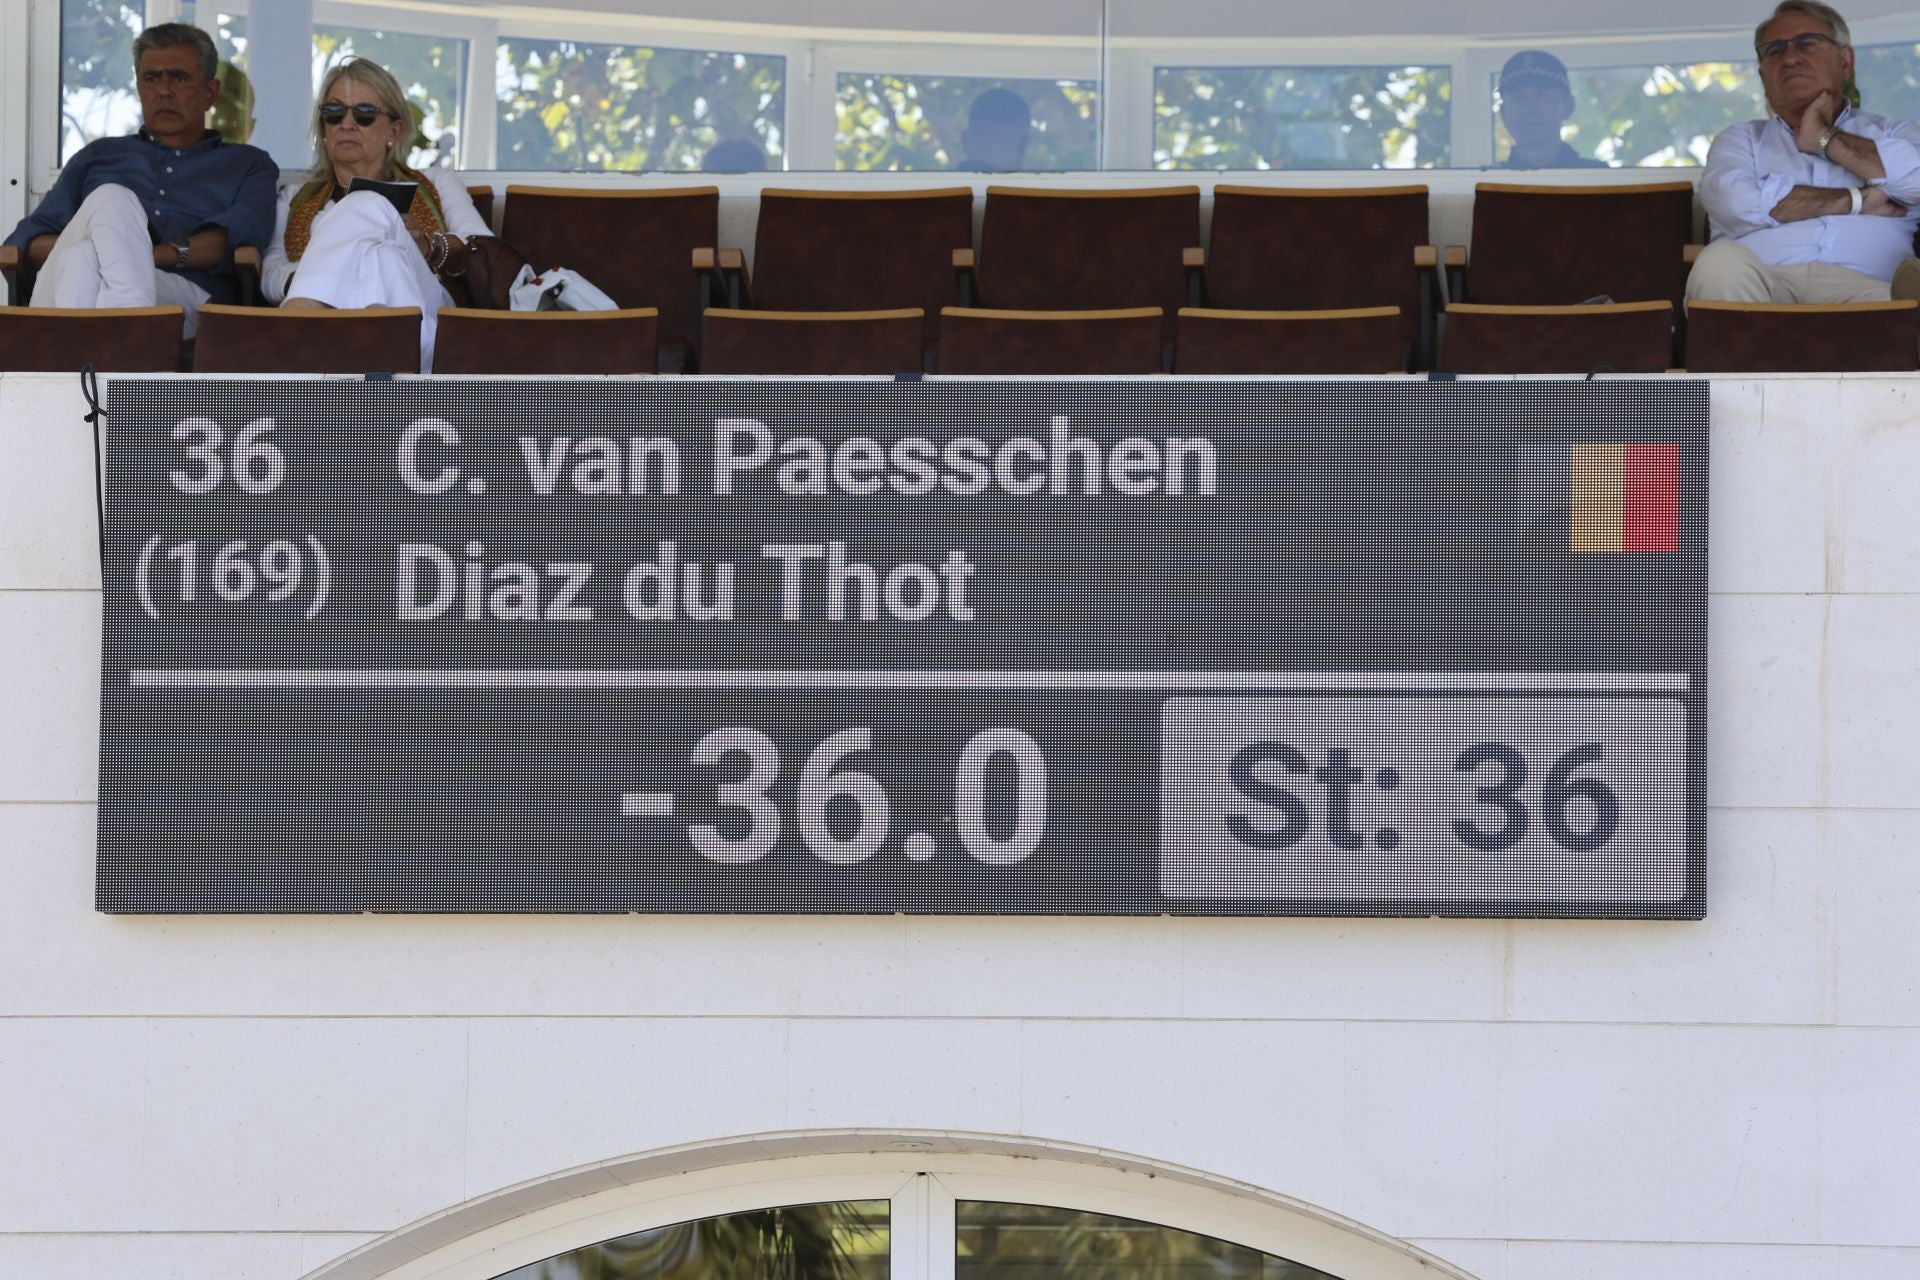 36 C. van Paesschen
(169) Diaz du Thot
-36.0 St: 36